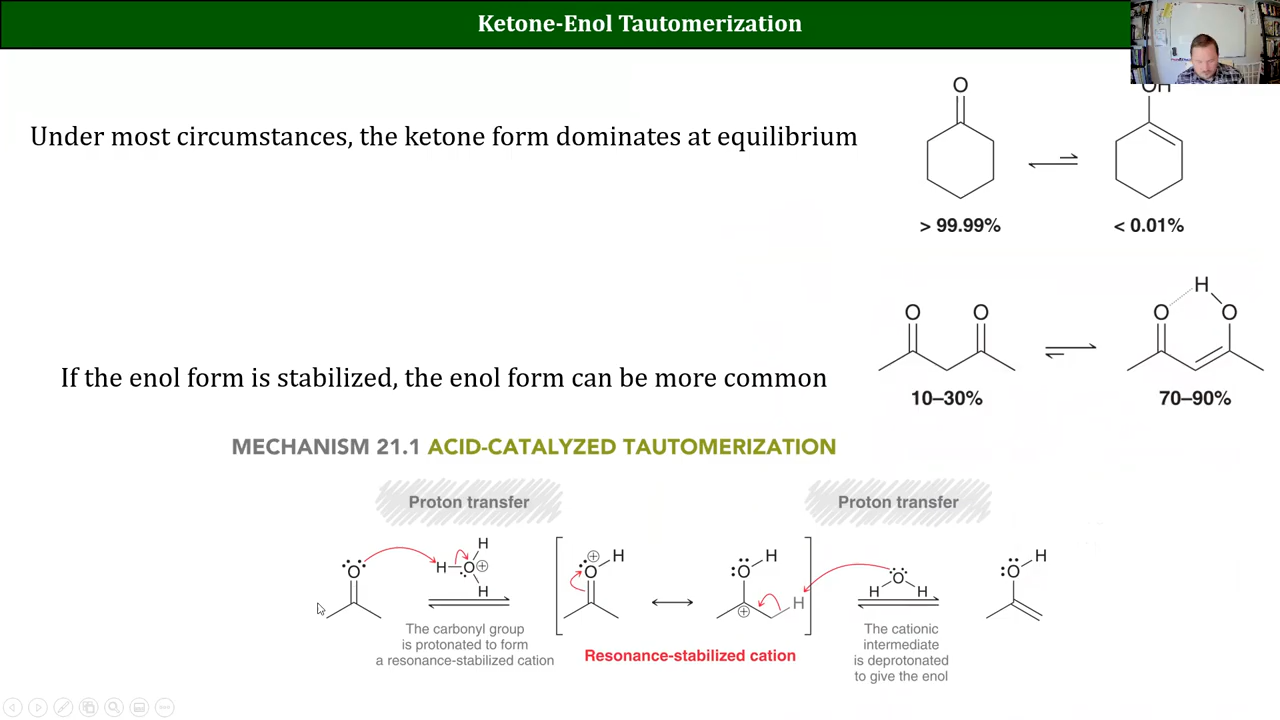 Ketone-Enol Tautomerization
O
OH
Under most circumstances, the ketone form dominates at equilibrium
> 99.99%
< 0.01%
H
O
O
O
O
If the enol form is stabilized, the enol form can be more common
10–30%
70–90%
MECHANISM 21.1 ACID-CATALYZED TAUTOMERIZATION
Proton transfer
Proton transfer
H
H
H
H
O
H
O
⊕
H
⊕
O
O
O
H
H
H
O
⊕
H
The carbonyl group
is protonated to form
a resonance-stabilized cation
Resonance-stabilized cation
The cationic
intermediate
is deprotonated
to give the enol